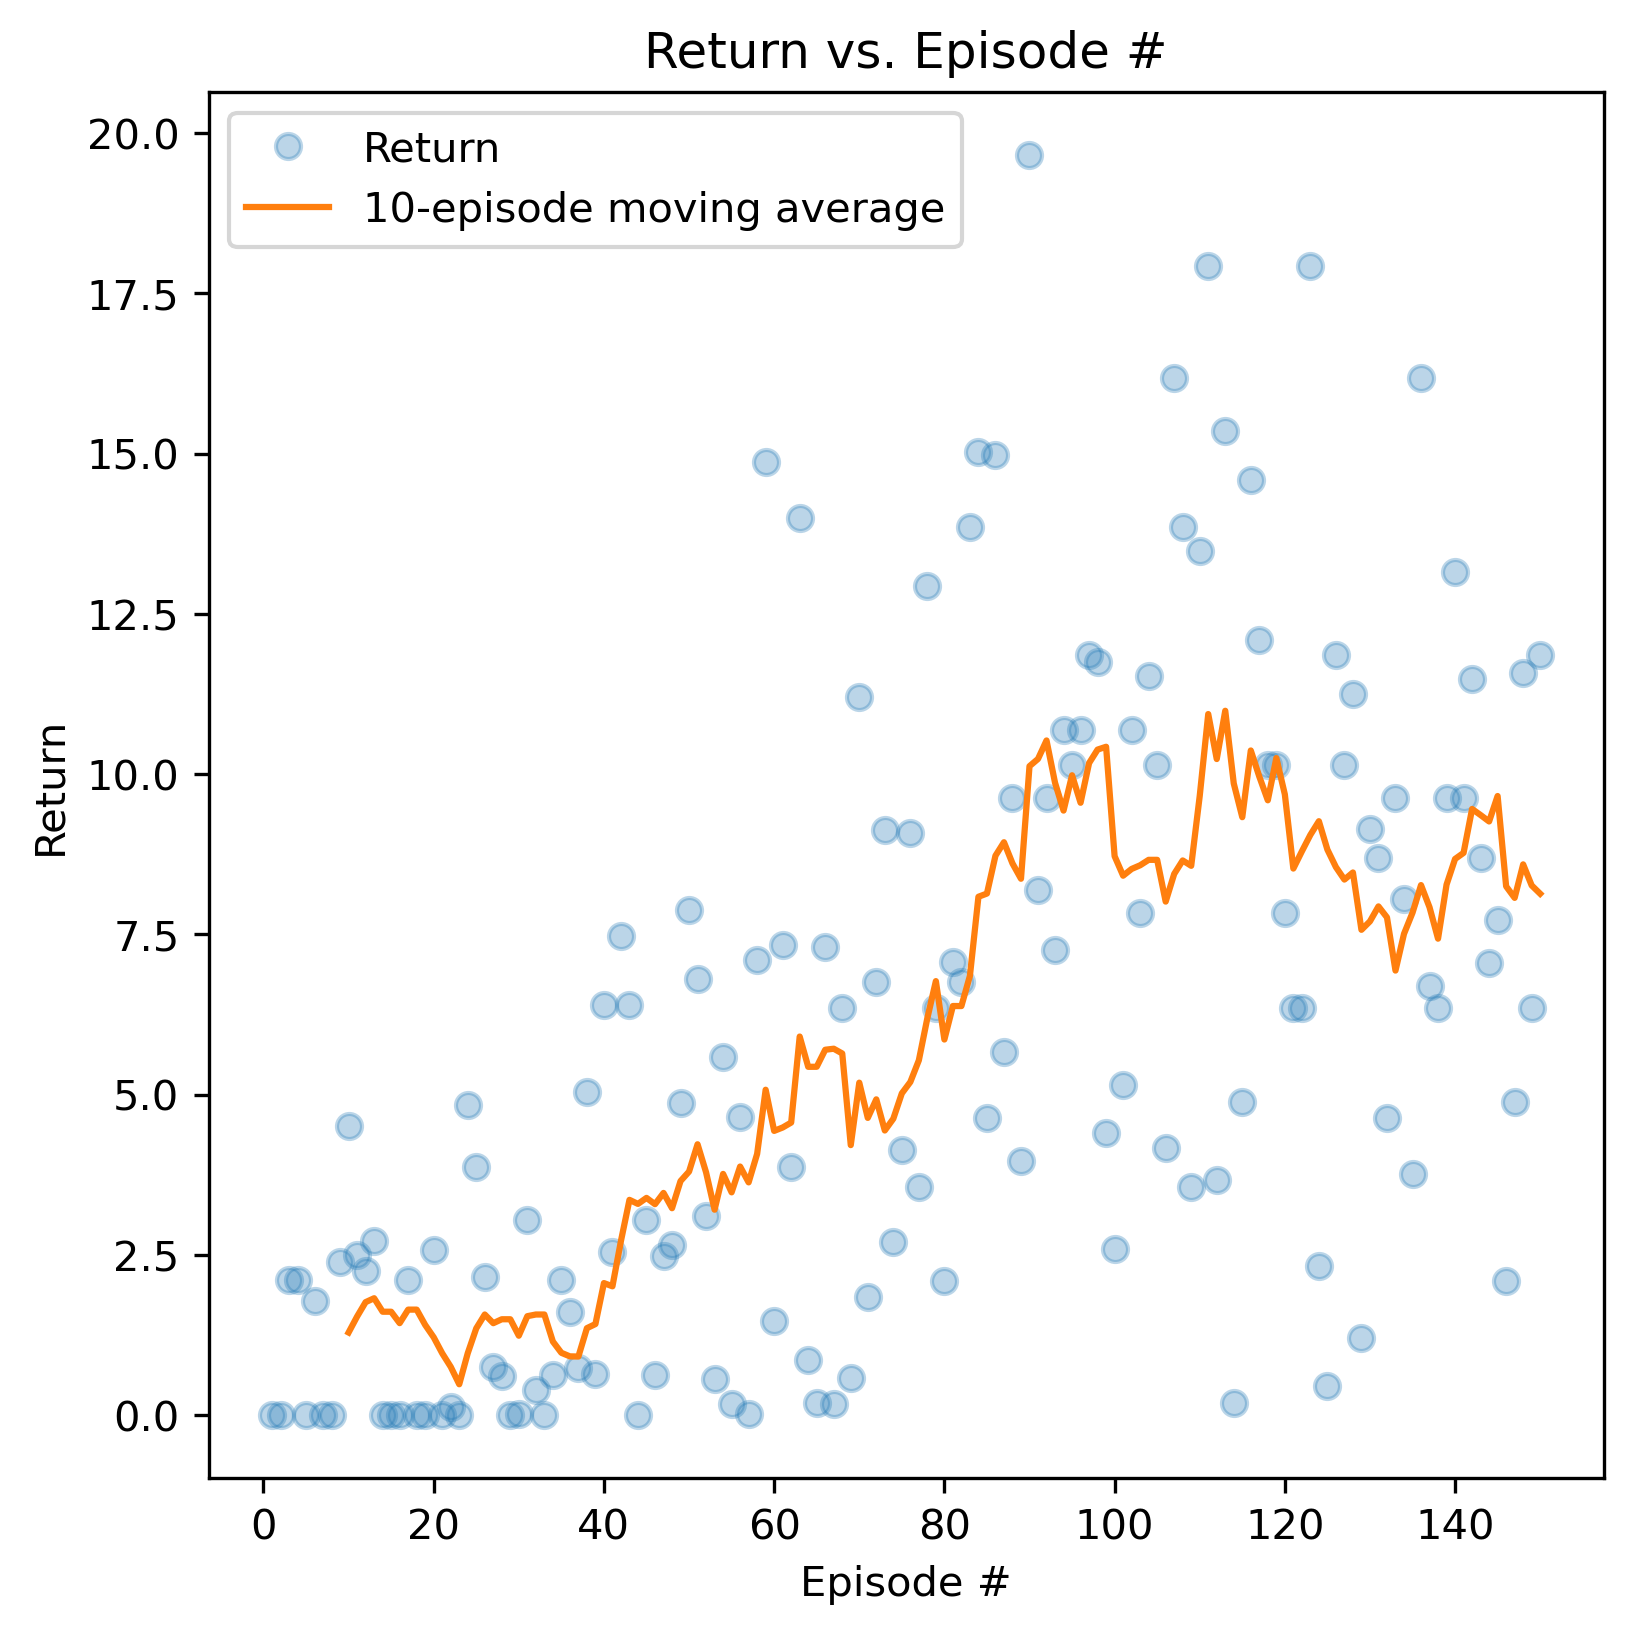 Return vs. Episode #
Return
10-episode moving average
20.0
17.5
15.0
12.5
10.0
7.5
5.0
2.5
0.0
Return
0 20 40 60 80 100 120 140
Episode #